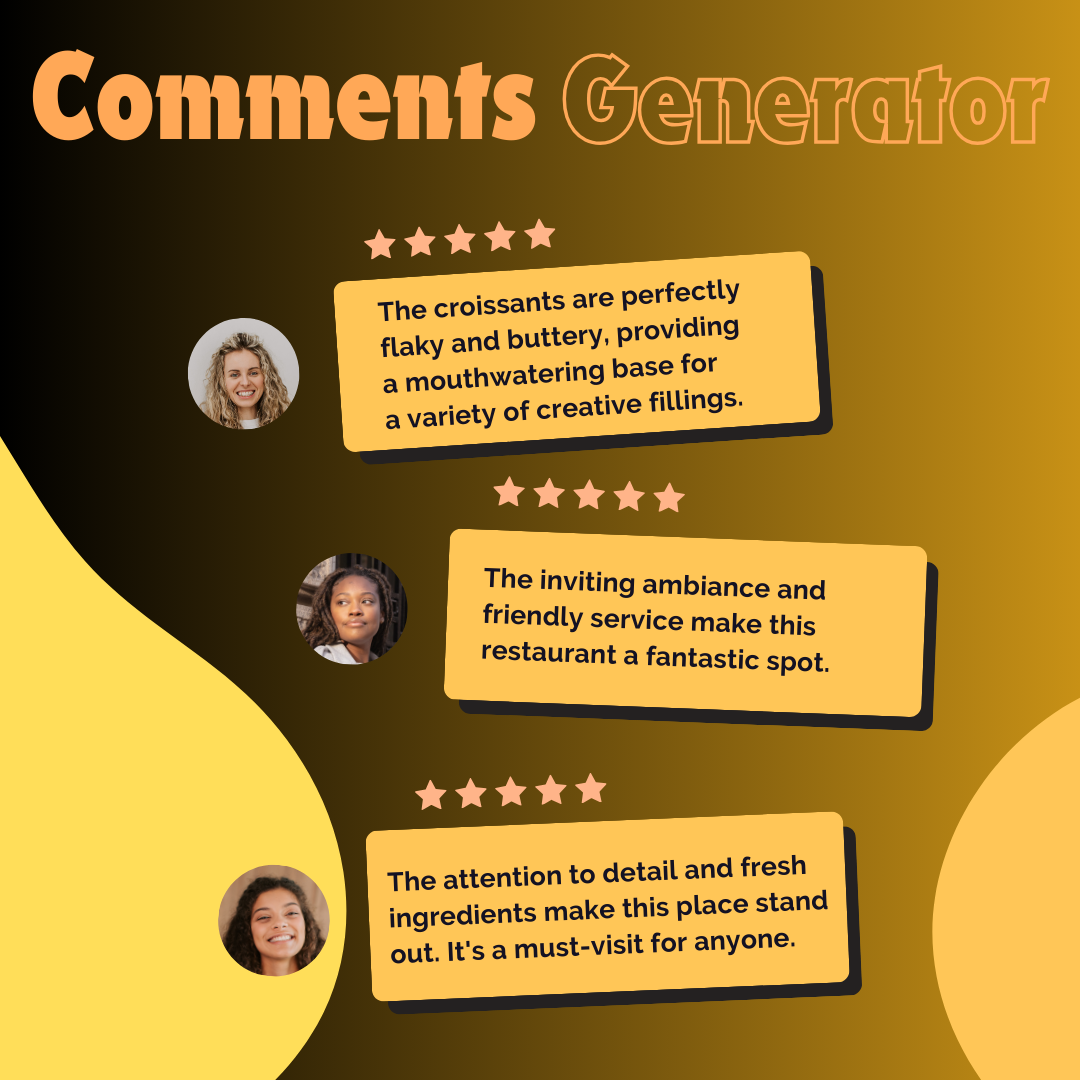 Comments Generator
The croissants are perfectly
flaky and buttery, providing
a mouthwatering base for
a variety of creative fillings.
The inviting ambiance and
friendly service make this
restaurant a fantastic spot.
The attention to detail and fresh
ingredients make this place stand
out. It's a must-visit for anyone.